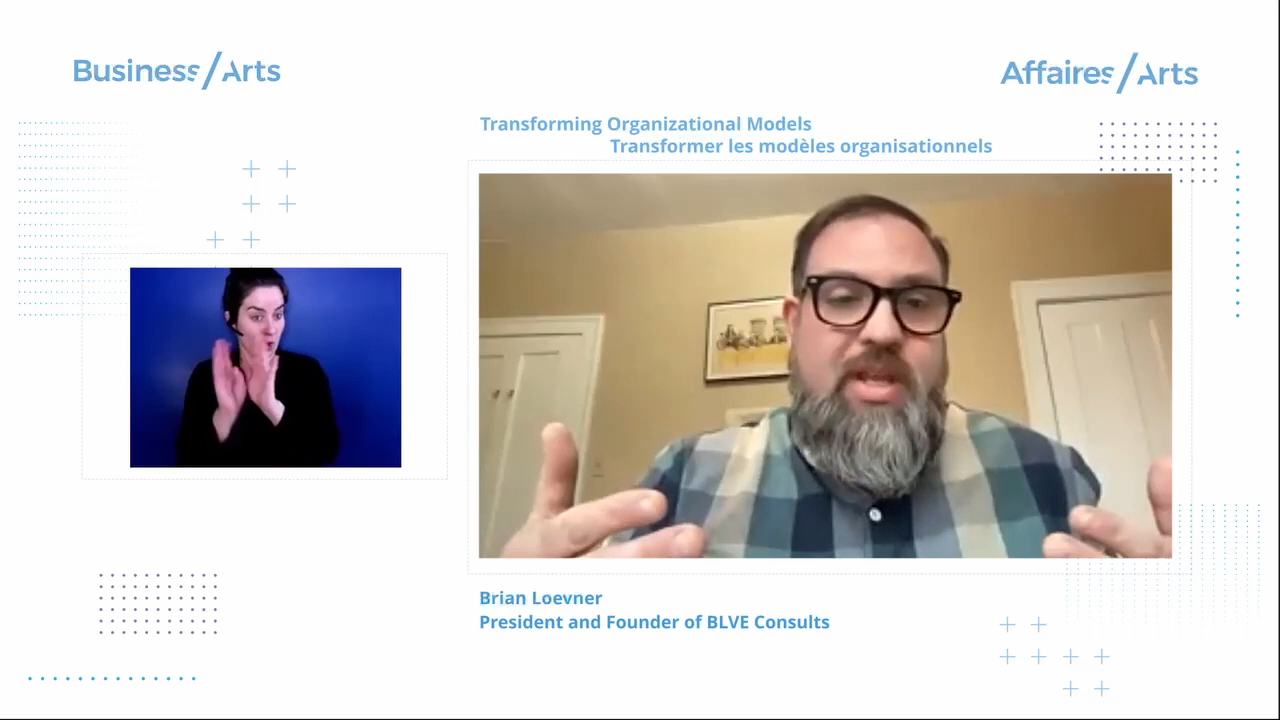 Business/Arts
Affaires/Arts
Transforming Organizational Models
Transformer les modèles organisationnels
Brian Loevner
President and Founder of BLVE Consults